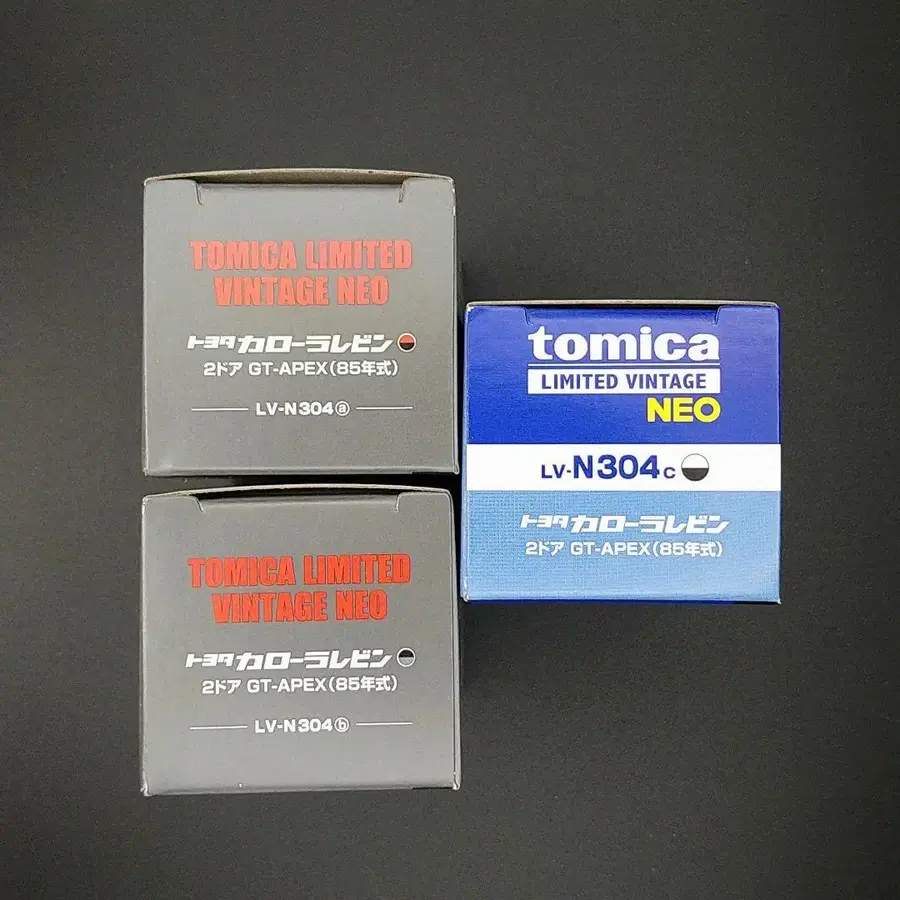 TOMICA LIMITED
VINTAGE NEO
トヨタ カローラレビン
2ドア GT-APEX(85年式)
LV-N304ⓐ
tomica
LIMITED VINTAGE
NEO
LV-N304c
トヨタ カローラレビン
2ドア GT-APEX(85年式)
TOMICA LIMITED
VINTAGE NEO
トヨタ カローラレビン
2ドア GT-APEX(85年式)
LV-N304ⓑ